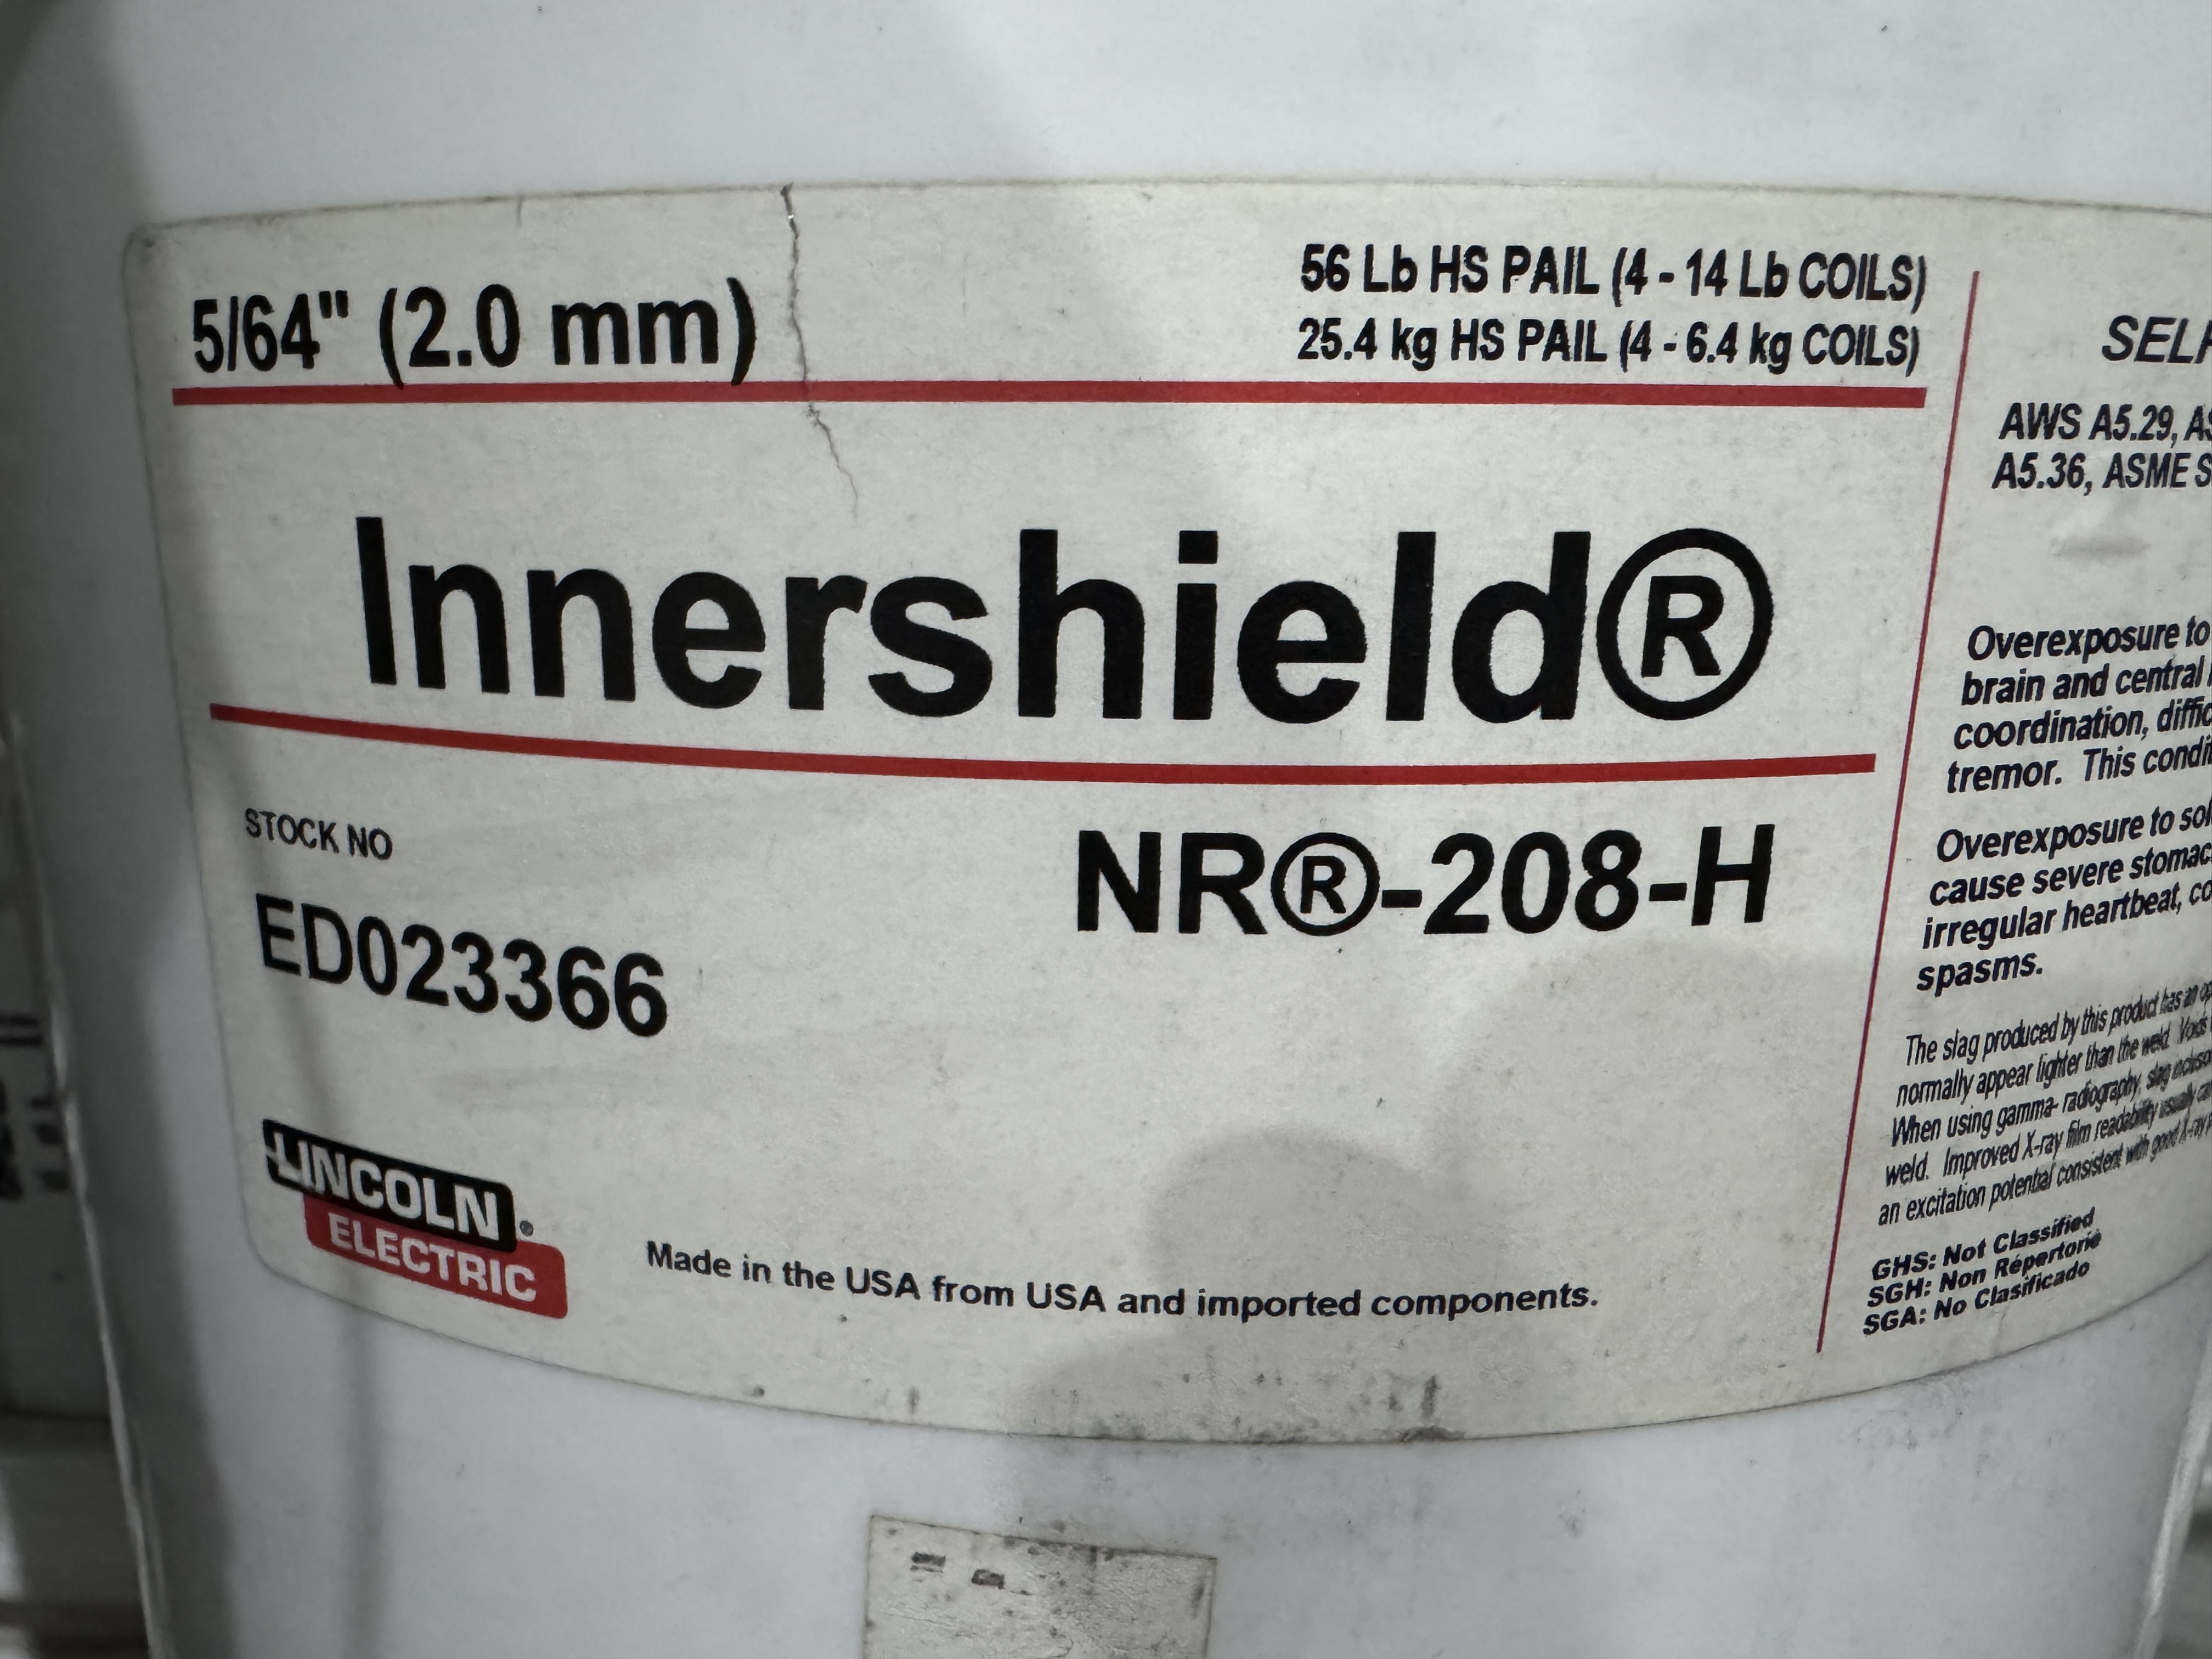 5/64" (2.0 mm)
56 Lb HS PAIL (4 - 14 Lb COILS)
25.4 kg HS PAIL (4 - 6.4 kg COILS)
Innershield®
STOCK NO
NR®-208-H
ED023366
LINCOLN
ELECTRIC
Made in the USA from USA and imported components.
AWS A5.29,
A5.36, ASME
Overexposure to
brain and central
coordination,
tremor. This
Overexposure to
cause severe
irregular heartbeat,
spasms.
The slag produced by this product has an
normally appear lighter than the weld.
When using gamma- radiography, slag
weld. Improved X-ray film readability usually
an excitation potential consistent with good X-ray
GHS: Not Classified
SGH: Non Répertorié
SGA: No Clasificado